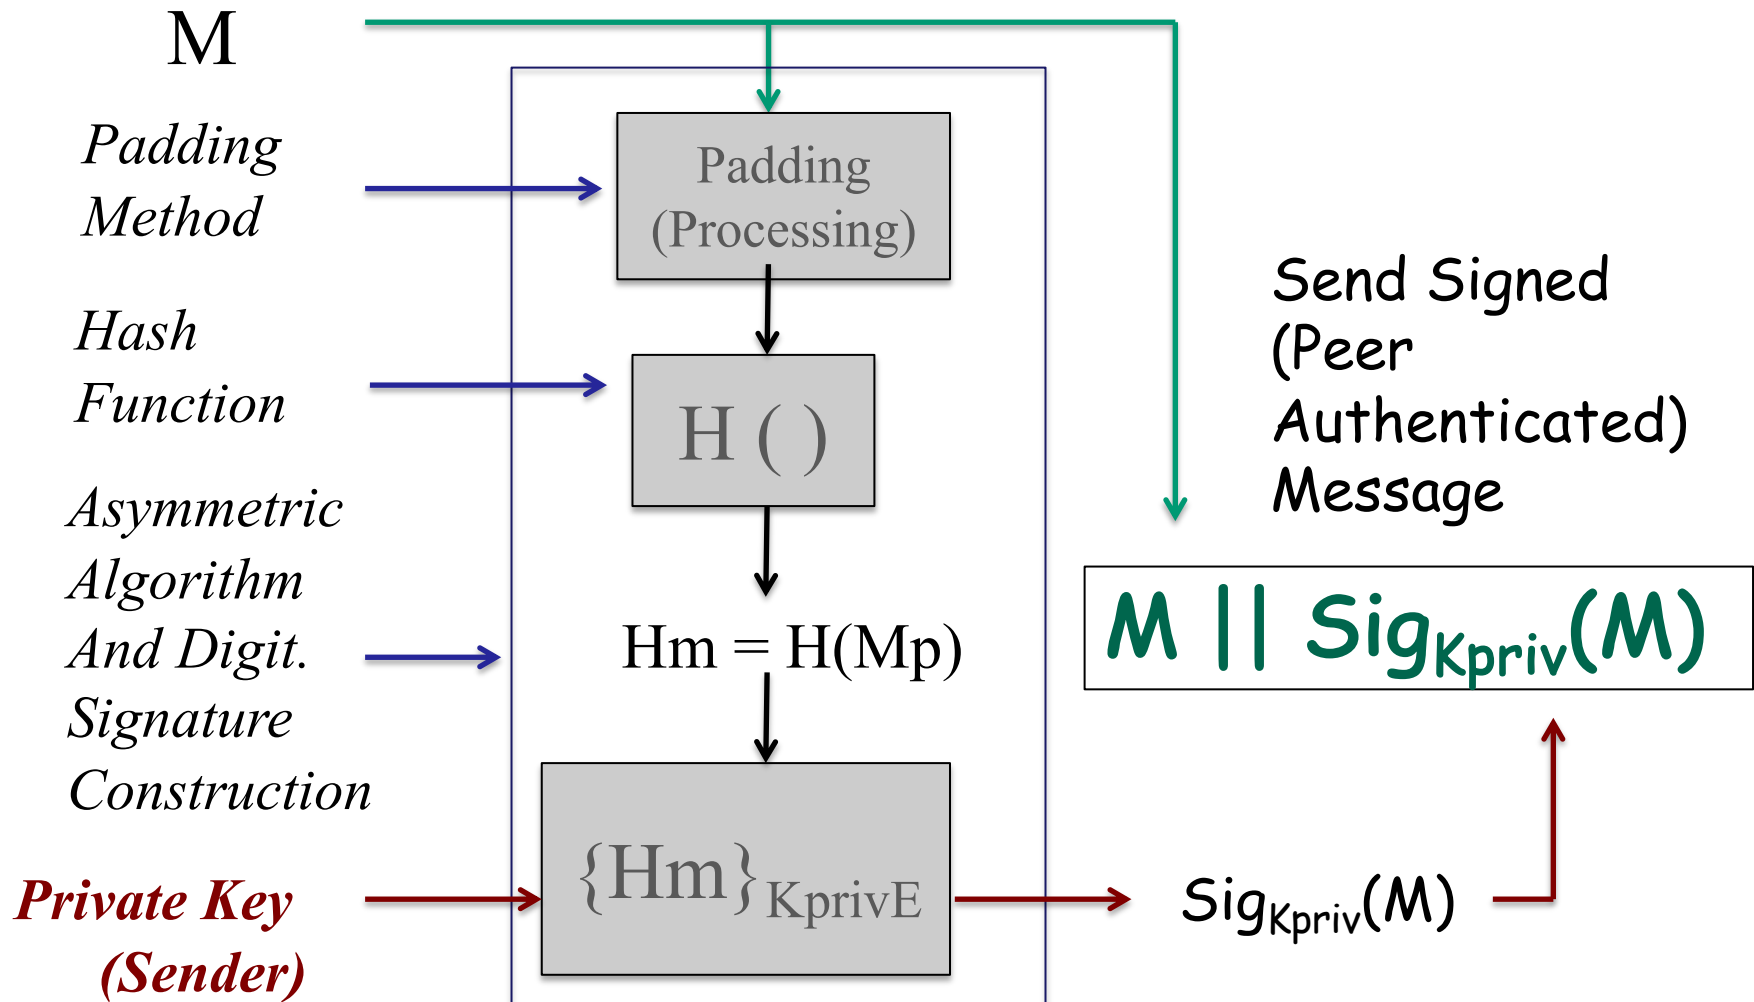 M
Padding
Method
Padding
(Processing)
Hash
Function
H ( )
Asymmetric
Algorithm
And Digit.
Signature
Construction
Hm = H(Mp)
Private Key
(Sender)
{Hm}KprivE
SigKpriv(M)
Send Signed
(Peer
Authenticated)
Message
M || SigKpriv(M)